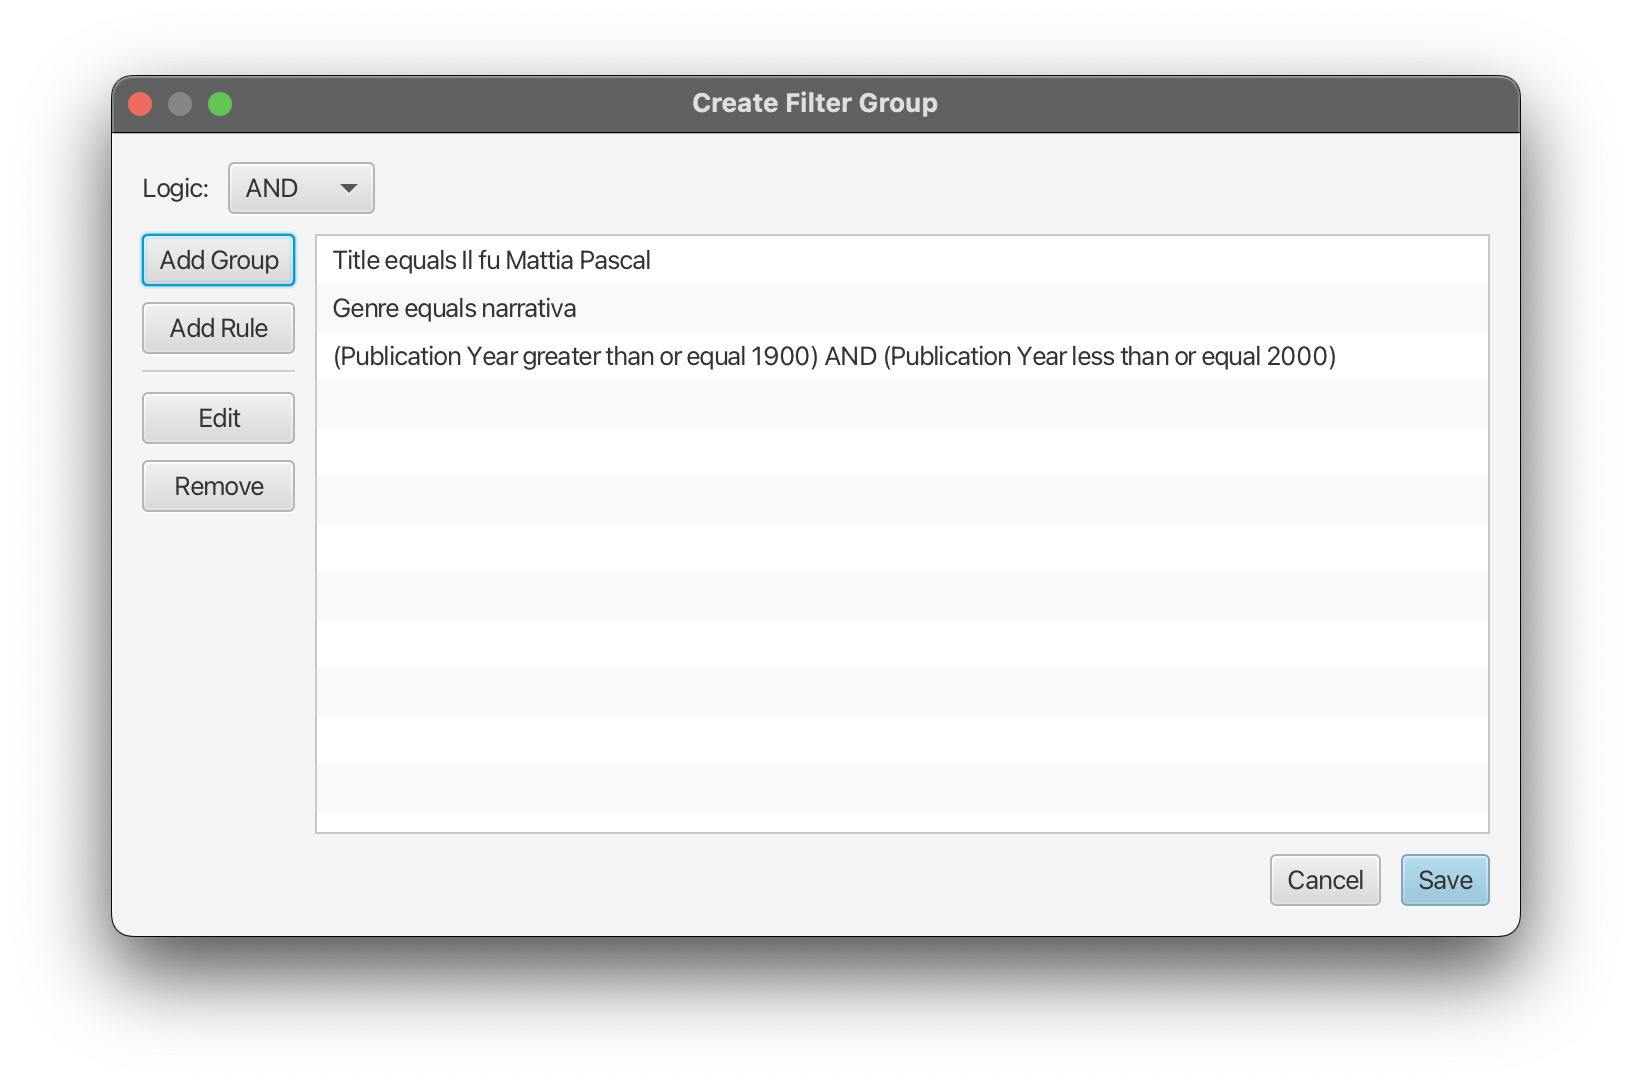 Create Filter Group
Logic: AND
Add Group
Add Rule
Edit
Remove
Title equals Il fu Mattia Pascal
Genre equals narrativa
(Publication Year greater than or equal 1900) AND (Publication Year less than or equal 2000)
Cancel Save